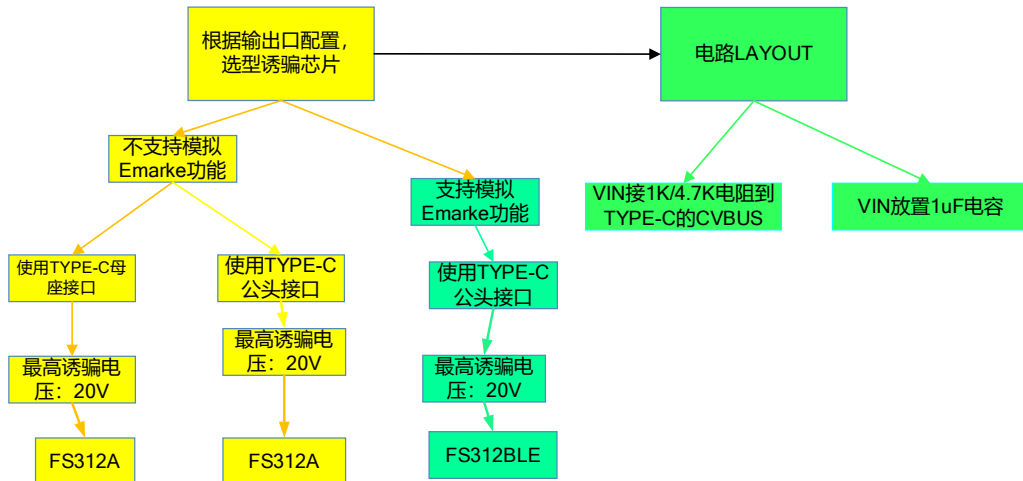 根据输出口配置，
选型诱骗芯片
电路LAYOUT
不支持模拟
Emarke功能
支持模拟
Emarke功能
VIN接1K/4.7K电阻到
TYPE-C的CVBUS
VIN放置1uF电容
使用TYPE-C母
座接口
使用TYPE-C
公头接口
使用TYPE-C
公头接口
最高诱骗电
压：20V
最高诱骗电
压：20V
最高诱骗电
压：20V
FS312A
FS312A
FS312BLE